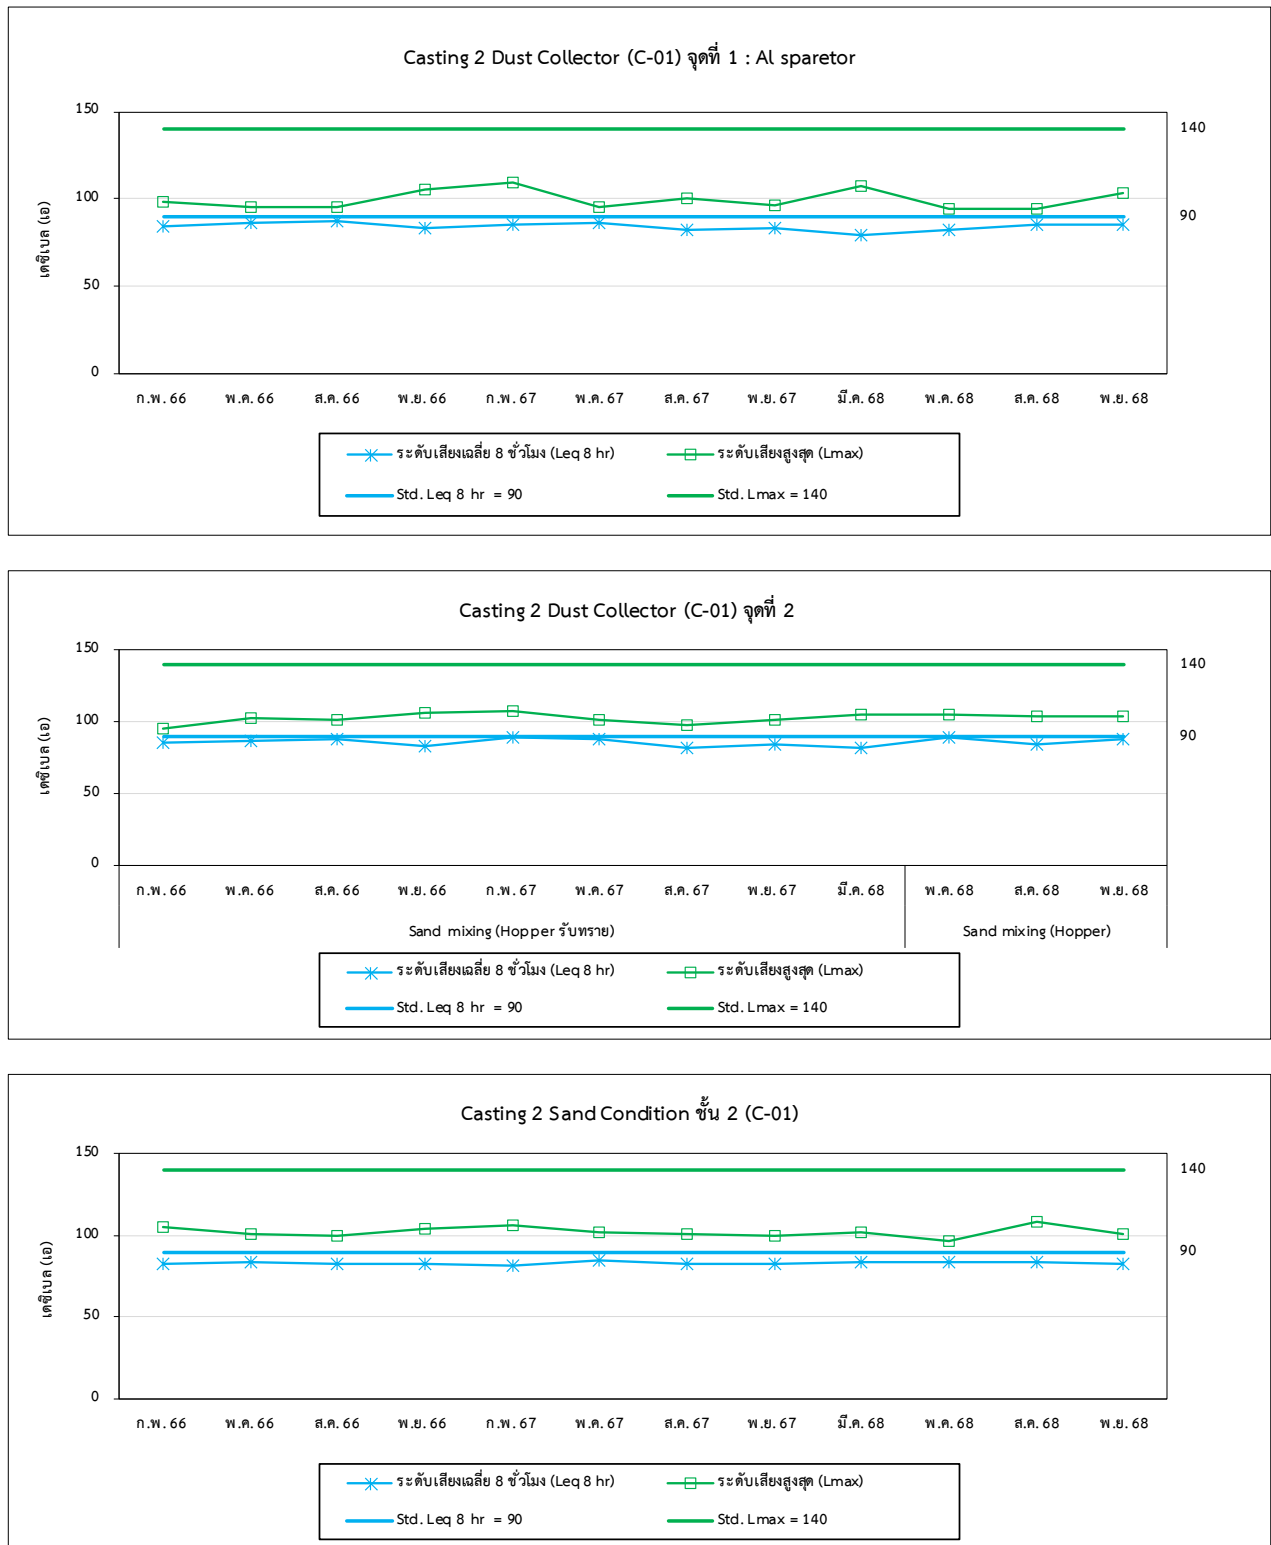 Casting 2 Dust Collector (C-01) จุดที่ 1 : Al sparetor
150
100
50
0
140
90
เดซิเบล (เอ)
ก.พ. 66 พ.ค. 66 ส.ค. 66 พ.ย. 66 ก.พ. 67 พ.ค. 67 ส.ค. 67 พ.ย. 67 มี.ค. 68 พ.ค. 68 ส.ค. 68 พ.ย. 68
ระดับเสียงเฉลี่ย 8 ชั่วโมง (Leq 8 hr) ระดับเสียงสูงสุด (Lmax)
Std. Leq 8 hr = 90 Std. Lmax = 140
Casting 2 Dust Collector (C-01) จุดที่ 2
150
100
50
0
140
90
เดซิเบล (เอ)
ก.พ. 66 พ.ค. 66 ส.ค. 66 พ.ย. 66 ก.พ. 67 พ.ค. 67 ส.ค. 67 พ.ย. 67 มี.ค. 68 พ.ค. 68 ส.ค. 68 พ.ย. 68
Sand mixing (Hopper รับทราย) Sand mixing (Hopper)
ระดับเสียงเฉลี่ย 8 ชั่วโมง (Leq 8 hr) ระดับเสียงสูงสุด (Lmax)
Std. Leq 8 hr = 90 Std. Lmax = 140
Casting 2 Sand Condition ชั้น 2 (C-01)
150
100
50
0
140
90
เดซิเบล (เอ)
ก.พ. 66 พ.ค. 66 ส.ค. 66 พ.ย. 66 ก.พ. 67 พ.ค. 67 ส.ค. 67 พ.ย. 67 มี.ค. 68 พ.ค. 68 ส.ค. 68 พ.ย. 68
ระดับเสียงเฉลี่ย 8 ชั่วโมง (Leq 8 hr) ระดับเสียงสูงสุด (Lmax)
Std. Leq 8 hr = 90 Std. Lmax = 140